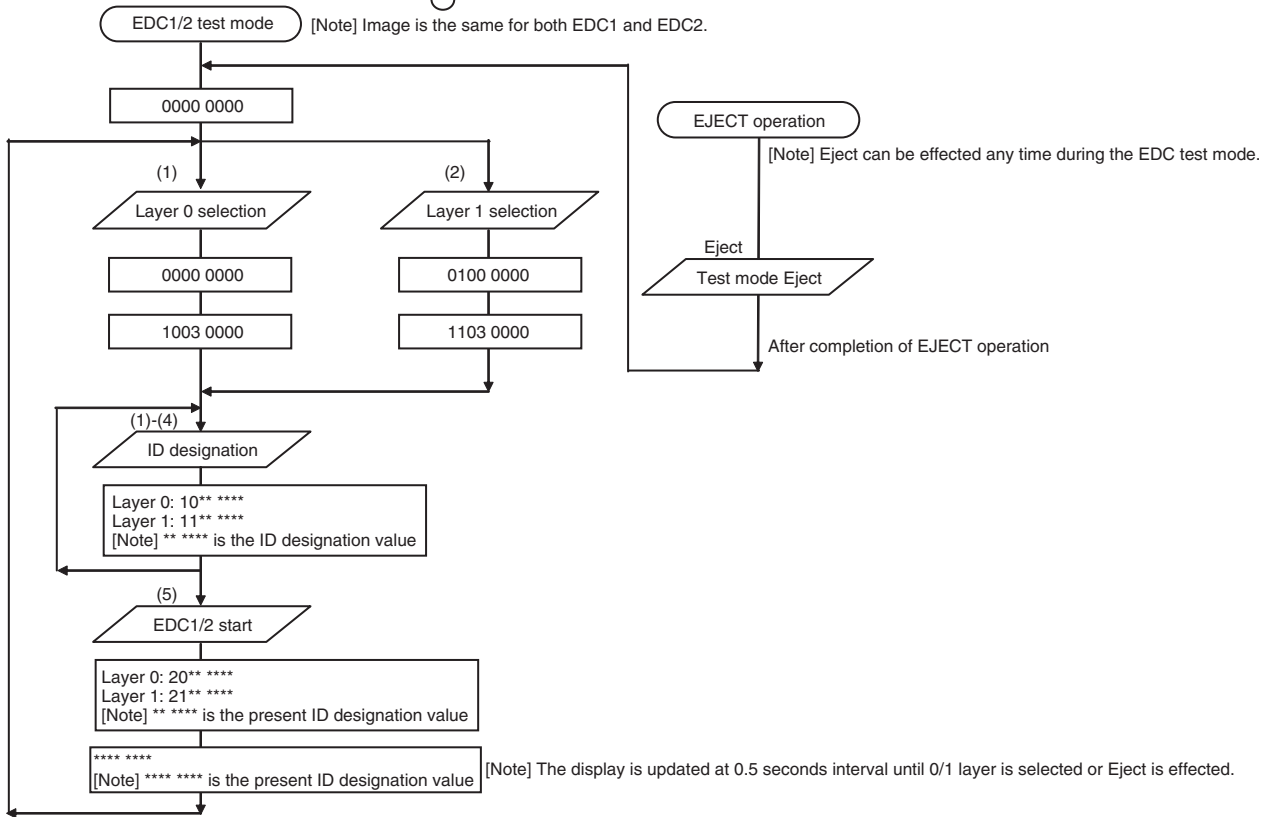 EDC1/2 test mode
[Note] Image is the same for both EDC1 and EDC2.
0000 0000
(1)
Layer 0 selection
0000 0000
1003 0000
(2)
Layer 1 selection
0100 0000
1103 0000
EJECT operation
[Note] Eject can be effected any time during the EDC test mode.
Eject
Test mode Eject
After completion of EJECT operation
(1)-(4)
ID designation
Layer 0: 10** ****
Layer 1: 11** ****
[Note] ** **** is the ID designation value
(5)
EDC1/2 start
Layer 0: 20** ****
Layer 1: 21** ****
[Note] ** **** is the present ID designation value
**** ****
[Note] **** **** is the present ID designation value
[Note] The display is updated at 0.5 seconds interval until 0/1 layer is selected or Eject is effected.